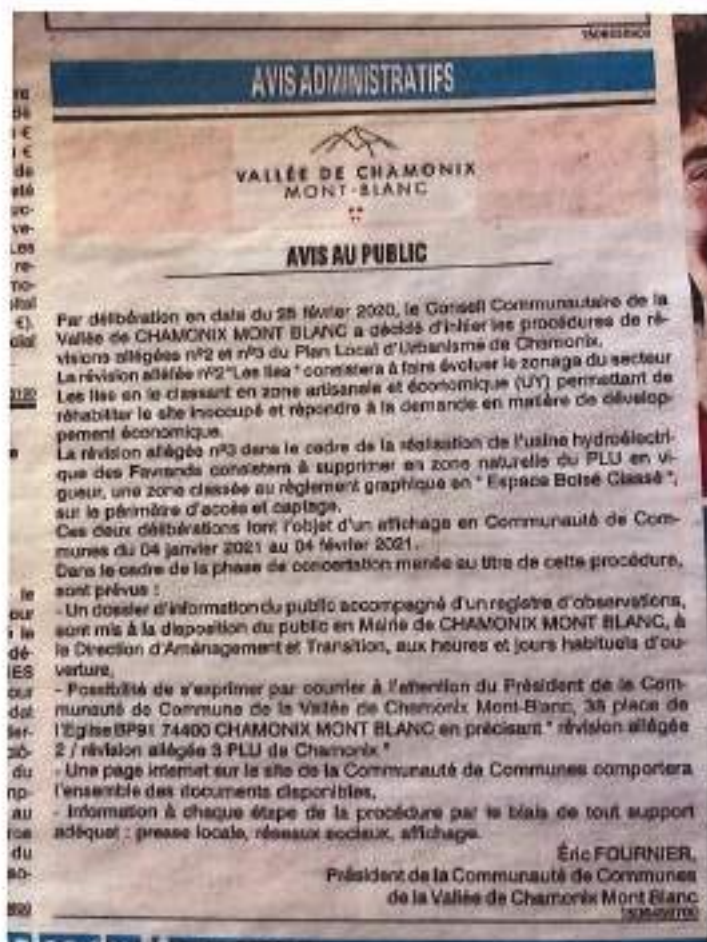 AVIS ADMINISTRATIFS
VALLÉE DE CHAMONIX
MONT-BLANC
AVIS AU PUBLIC
Par délibération en date du 25 février 2020, le Conseil Communautaire de la
Vallée de CHAMONIX MONT BLANC a décidé d'initier les procédures de ré-
visions allégées n°2 et n°3 du Plan Local d'Urbanisme de Chamonix.
La révision n°2 "Les Iles" consistera à faire évoluer le zonage du secteur
Les Iles en le classant en zone artisanale et économique (UY) permettant de
réhabiliter le site inoccupé et répondre à la demande en matière de dévelop-
pement économique.
La révision allégée n°3 dans le cadre de la réalisation de l'usine hydroélectri-
que des Favrands consistera à supprimer en zone naturelle du PLU en vi-
gueur, une zone classée au règlement graphique en " Espace Boisé Classé ",
sur le périmètre d'accès et captage.
Ces deux délibérations font l'objet d'un affichage en Communauté de Com-
munes du 04 janvier 2021 au 04 février 2021.
Dans le cadre de la phase de concertation menée au titre de cette procédure,
sont prévus :
- Un dossier d'information du public accompagné d'un registre d'observations,
sont mis à la disposition du public en Mairie de CHAMONIX MONT BLANC, à
la Direction d'Aménagement et Transition, aux heures et jours habituels d'ou-
verture,
- Possibilité de s'exprimer par courrier à l'attention du Président de la Com-
munauté de Commune de la Vallée de Chamonix Mont-Blanc, 38 place de
l'Eglise BP91 74400 CHAMONIX MONT BLANC en précisant " révision allégée
2 / révision allégée 3 PLU de Chamonix "
- Une page internet sur le site de la Communauté de Communes comportera
l'ensemble des documents disponibles,
- Information à chaque étape de la procédure par le biais de tout support
adéquat : presse locale, réseaux sociaux, affichage.
Éric FOURNIER,
Président de la Communauté de Communes
de la Vallée de Chamonix Mont Blanc